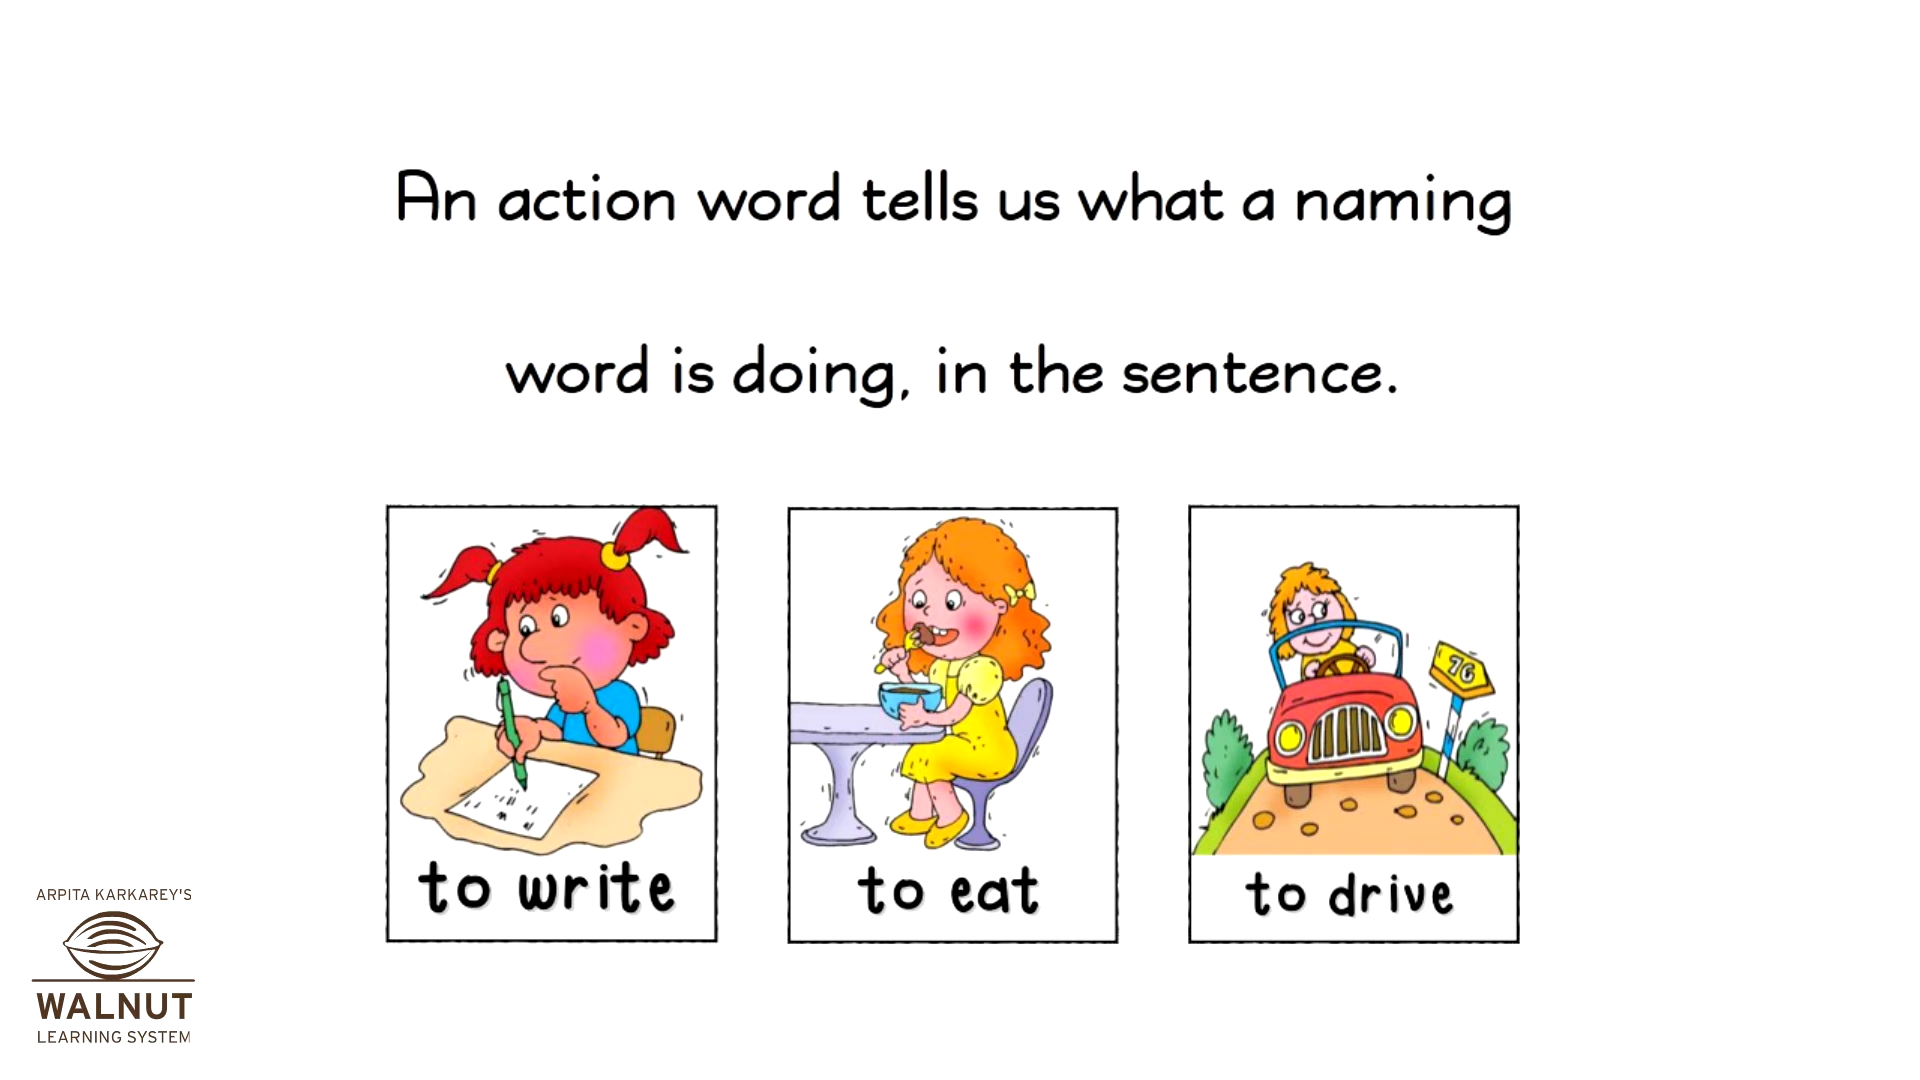 An action word tells us what a naming
word is doing, in the sentence.
76
to write
to eat
to drive
ARPITA KARKAREY'S
WALNUT
LEARNING SYSTEM